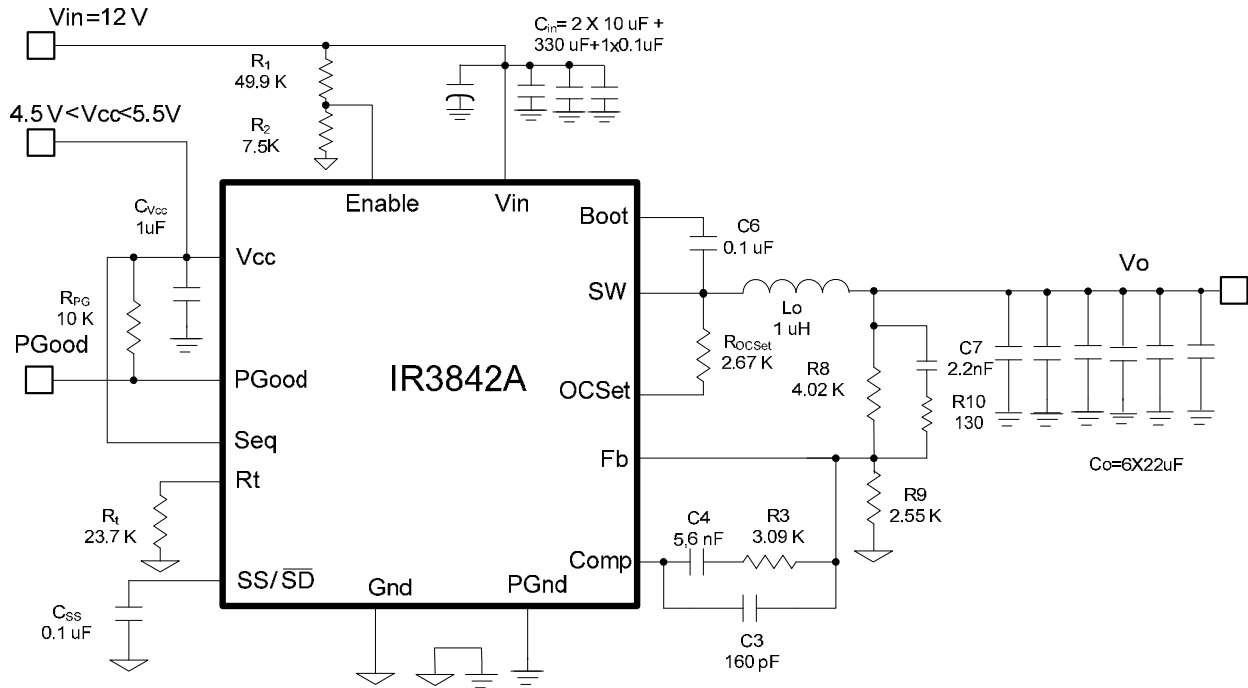 Vin=12 V
Cin= 2 X 10 uF +
330 uF+1x0.1uF
R1
49.9 K
4.5 V<Vcc<5.5V
R2
7.5K
Enable
Vin
Boot
C6
0.1 uF
CVcc
1uF
Vcc
SW
Lo
1 uH
Vo
RPG
10 K
PGood
PGood
IR3842A
ROCSet
2.67 K
OCSet
R8
4.02 K
C7
2.2nF
R10
130
Seq
Fb
Co=6X22uF
Rt
Rt
23.7 K
R9
2.55 K
C4
5,6 nF
R3
3.09 K
Comp
SS/SD
Gnd
PGnd
CSS
0.1 uF
C3
160 pF